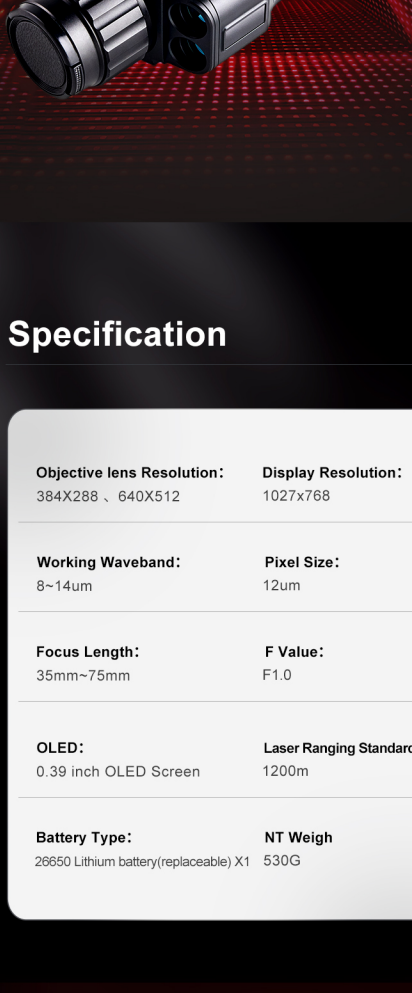 Specification
Objective lens Resolution: Display Resolution:
384X288 、 640X512 1027x768
Working Waveband: Pixel Size:
8~14um 12um
Focus Length: F Value:
35mm~75mm F1.0
OLED: Laser Ranging Standard
0.39 inch OLED Screen 1200m
Battery Type: NT Weigh
26650 Lithium battery(replaceable) X1 530G